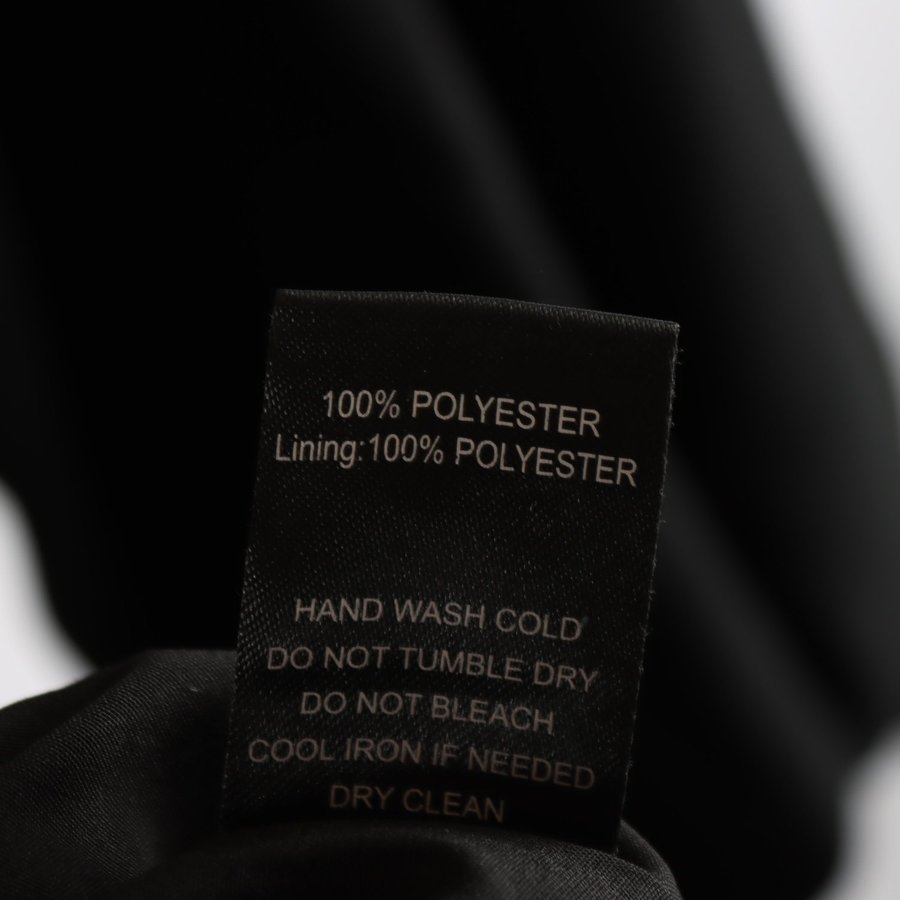 100% POLYESTER
Lining:100% POLYESTER
HAND WASH COLD
DO NOT TUMBLE DRY
DO NOT BLEACH
COOL IRON IF NEEDED
DRY CLEAN